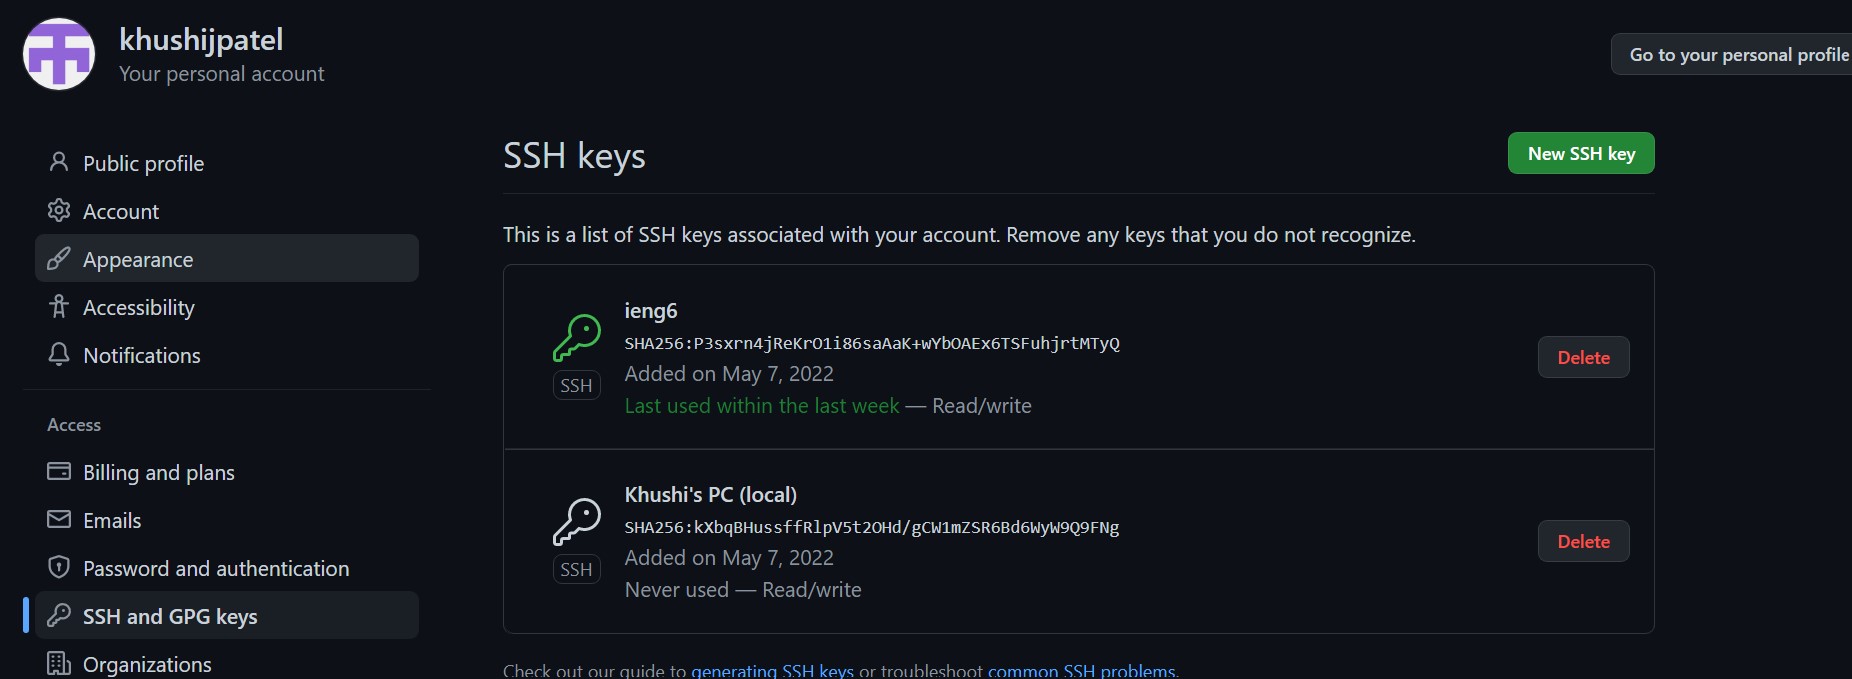 khushijpatel
Your personal account
Go to your personal profile
Public profile
Account
Appearance
Accessibility
Notifications
Access
Billing and plans
Emails
Password and authentication
SSH and GPG keys
Organizations
SSH keys
New SSH key
This is a list of SSH keys associated with your account. Remove any keys that you do not recognize.
ieng6
SHA256:P3sxrn4jReKrO1i86saAaK+wYbOAEx6TSFuhjrtMTyQ
Added on May 7, 2022
Last used within the last week — Read/write
SSH
Delete
Khushi's PC (local)
SHA256:kXbqBHussffRlpV5t2OHd/gCW1mZSR6Bd6WyW9Q9FNg
Added on May 7, 2022
Never used — Read/write
SSH
Delete
Check out our guide to generating SSH keys or troubleshoot common SSH problems.